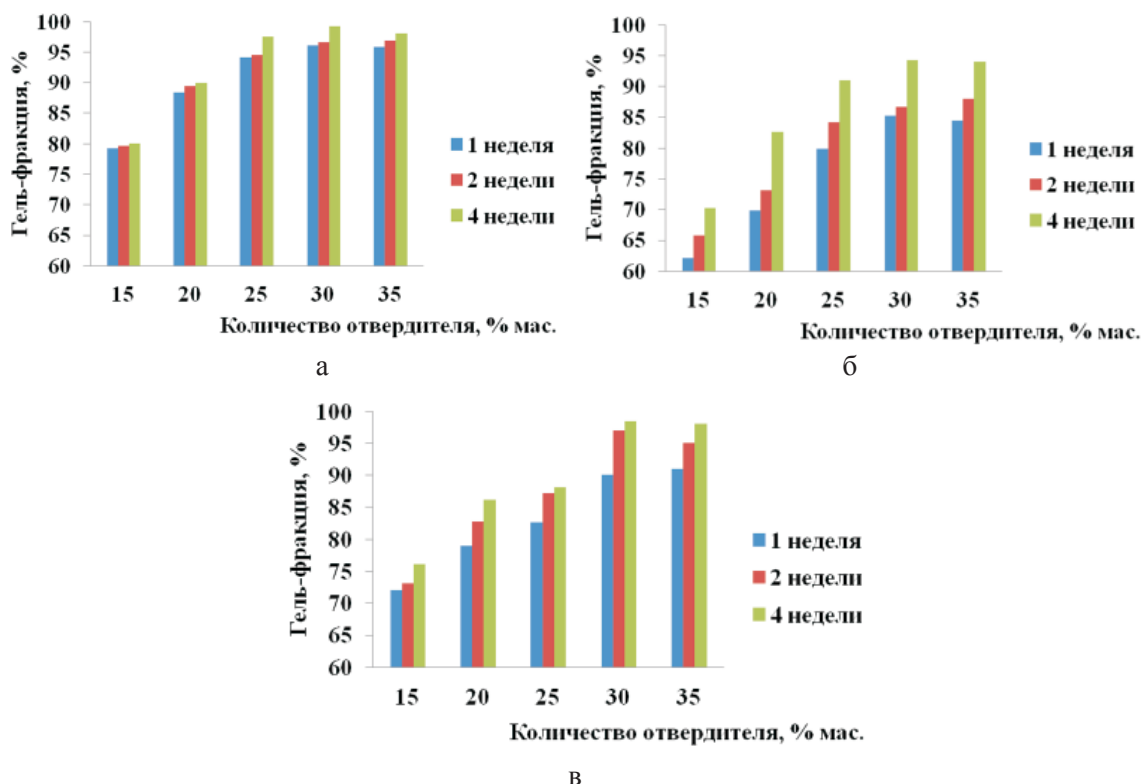 Гель-фракция, %
100
95
90
85
80
75
70
65
60
15 20 25 30 35
Количество отвердителя, % мас.
1 неделя
2 недели
4 недели
а
Гель-фракция, %
100
95
90
85
80
75
70
65
60
15 20 25 30 35
Количество отвердителя, % мас.
1 неделя
2 недели
4 недели
б
Гель-фракция, %
100
95
90
85
80
75
70
65
60
15 20 25 30 35
Количество отвердителя, % мас.
1 неделя
2 недели
4 недели
в